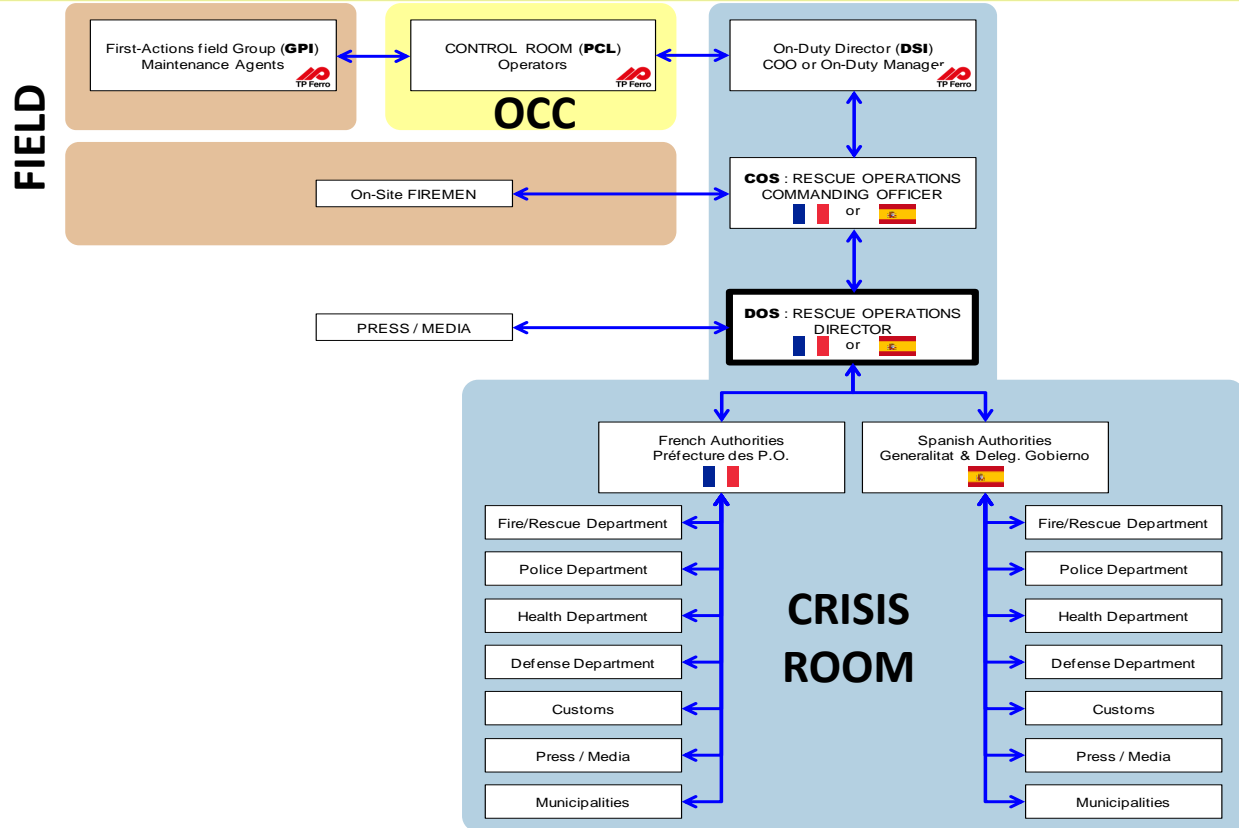 FIELD
First-Actions field Group (GPI)
Maintenance Agents
TP Ferro
CONTROL ROOM (PCL)
Operators
TP Ferro
OCC
On-Duty Director (DSI)
COO or On-Duty Manager
TP Ferro
On-Site FIREMEN
COS : RESCUE OPERATIONS
COMMANDING OFFICER
or
PRESS / MEDIA
DOS : RESCUE OPERATIONS
DIRECTOR
or
French Authorities
Préfecture des P.O.
Spanish Authorities
Generalitat & Deleg. Gobierno
Fire/Rescue Department
Police Department
Health Department
Defense Department
Customs
Press / Media
Municipalities
CRISIS
ROOM
Fire/Rescue Department
Police Department
Health Department
Defense Department
Customs
Press / Media
Municipalities